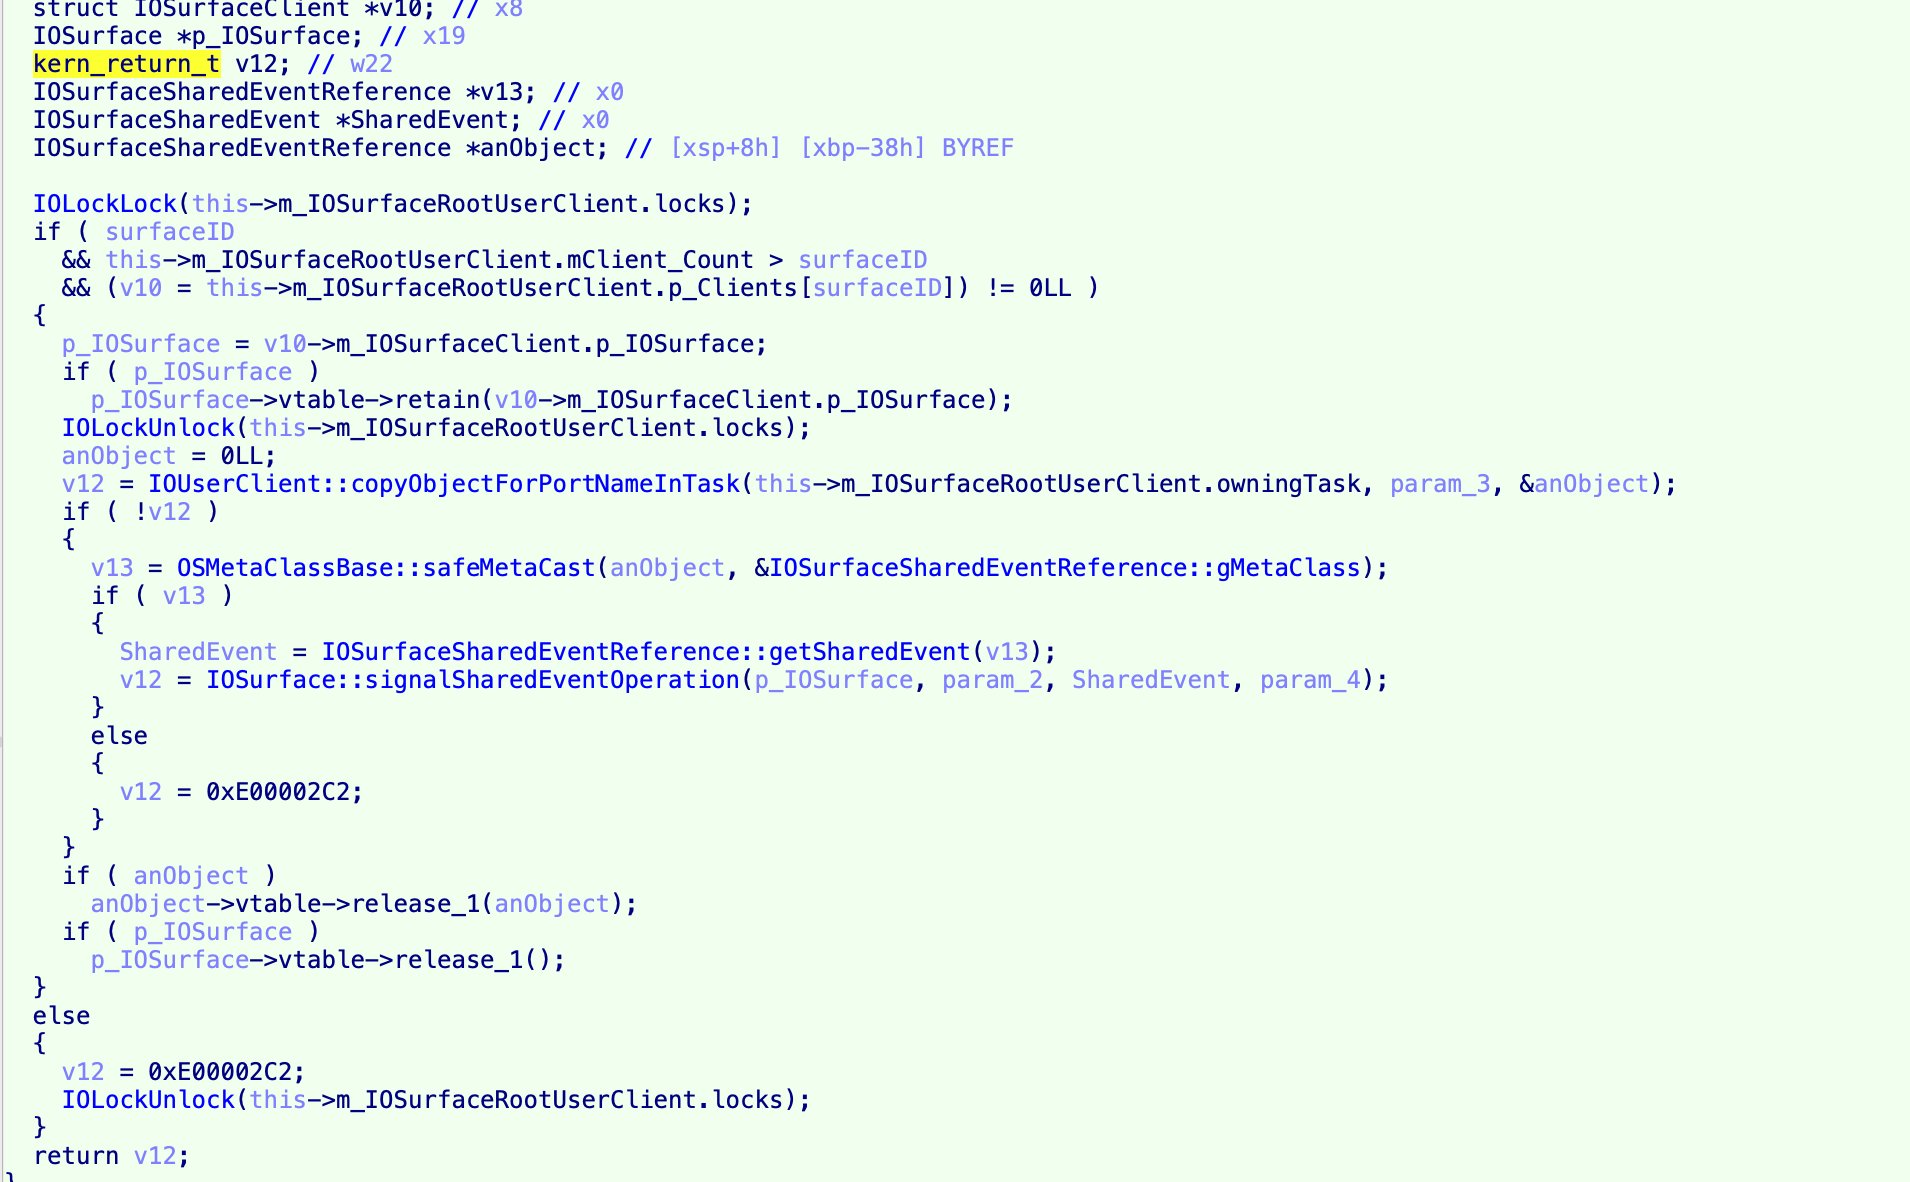 struct IOSurfaceClient *v10; // x8
IOSurface *p_IOSurface; // x19
kern_return_t v12; // w22
IOSurfaceSharedEventReference *v13; // x0
IOSurfaceSharedEvent *SharedEvent; // x0
IOSurfaceSharedEventReference *anObject; // [xsp+8h] [xbp-38h] BYREF

IOLockLock(this->m_IOSurfaceRootUserClient.locks);
if ( surfaceID
  && this->m_IOSurfaceRootUserClient.mClient_Count > surfaceID
  && (v10 = this->m_IOSurfaceRootUserClient.p_Clients[surfaceID]) != 0LL )
{
  p_IOSurface = v10->m_IOSurfaceClient.p_IOSurface;
  if ( p_IOSurface )
    p_IOSurface->vtable->retain(v10->m_IOSurfaceClient.p_IOSurface);
  IOLockUnlock(this->m_IOSurfaceRootUserClient.locks);
  anObject = 0LL;
  v12 = IOUserClient::copyObjectForPortNameInTask(this->m_IOSurfaceRootUserClient.owningTask, param_3, &anObject);
  if ( !v12 )
  {
    v13 = OSMetaClassBase::safeMetaCast(anObject, &IOSurfaceSharedEventReference::gMetaClass);
    if ( v13 )
    {
      SharedEvent = IOSurfaceSharedEventReference::getSharedEvent(v13);
      v12 = IOSurface::signalSharedEventOperation(p_IOSurface, param_2, SharedEvent, param_4);
    }
    else
    {
      v12 = 0xE00002C2;
    }
  }
  if ( anObject )
    anObject->vtable->release_1(anObject);
  if ( p_IOSurface )
    p_IOSurface->vtable->release_1();
}
else
{
  v12 = 0xE00002C2;
  IOLockUnlock(this->m_IOSurfaceRootUserClient.locks);
}
return v12;
}